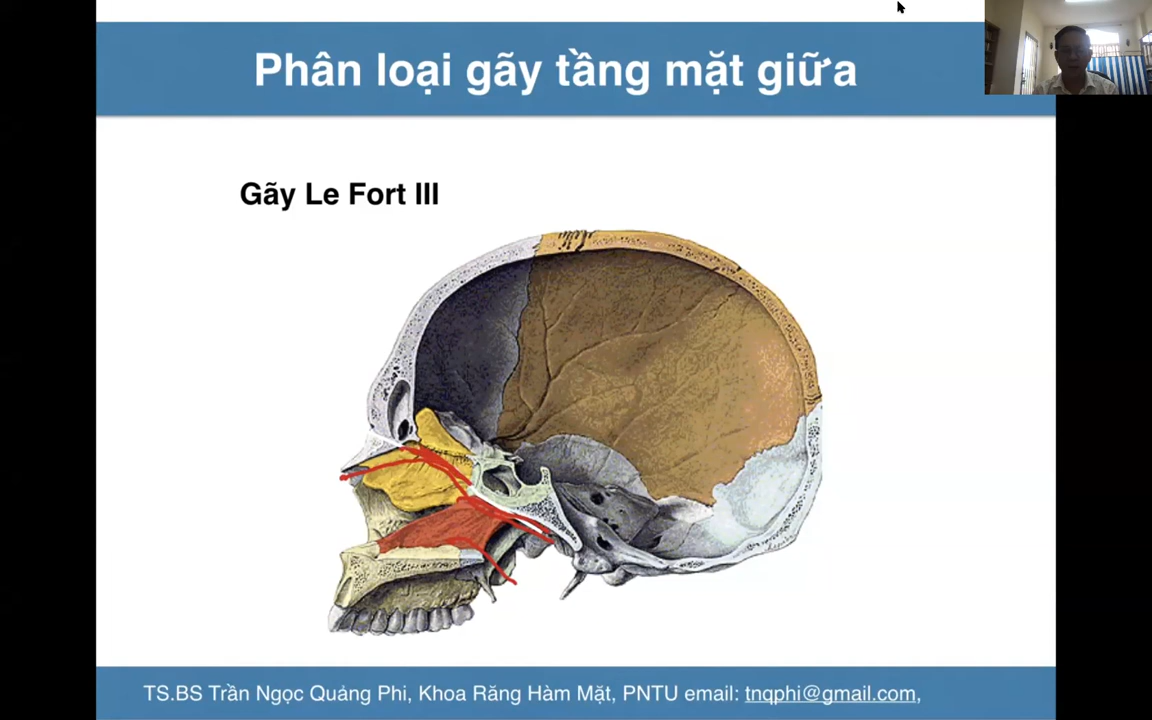 Phân loại gãy tầng mặt giữa
Gãy Le Fort III
TS.BS Trần Ngọc Quảng Phi, Khoa Răng Hàm Mặt, PNTU email: tnqphi@gmail.com,